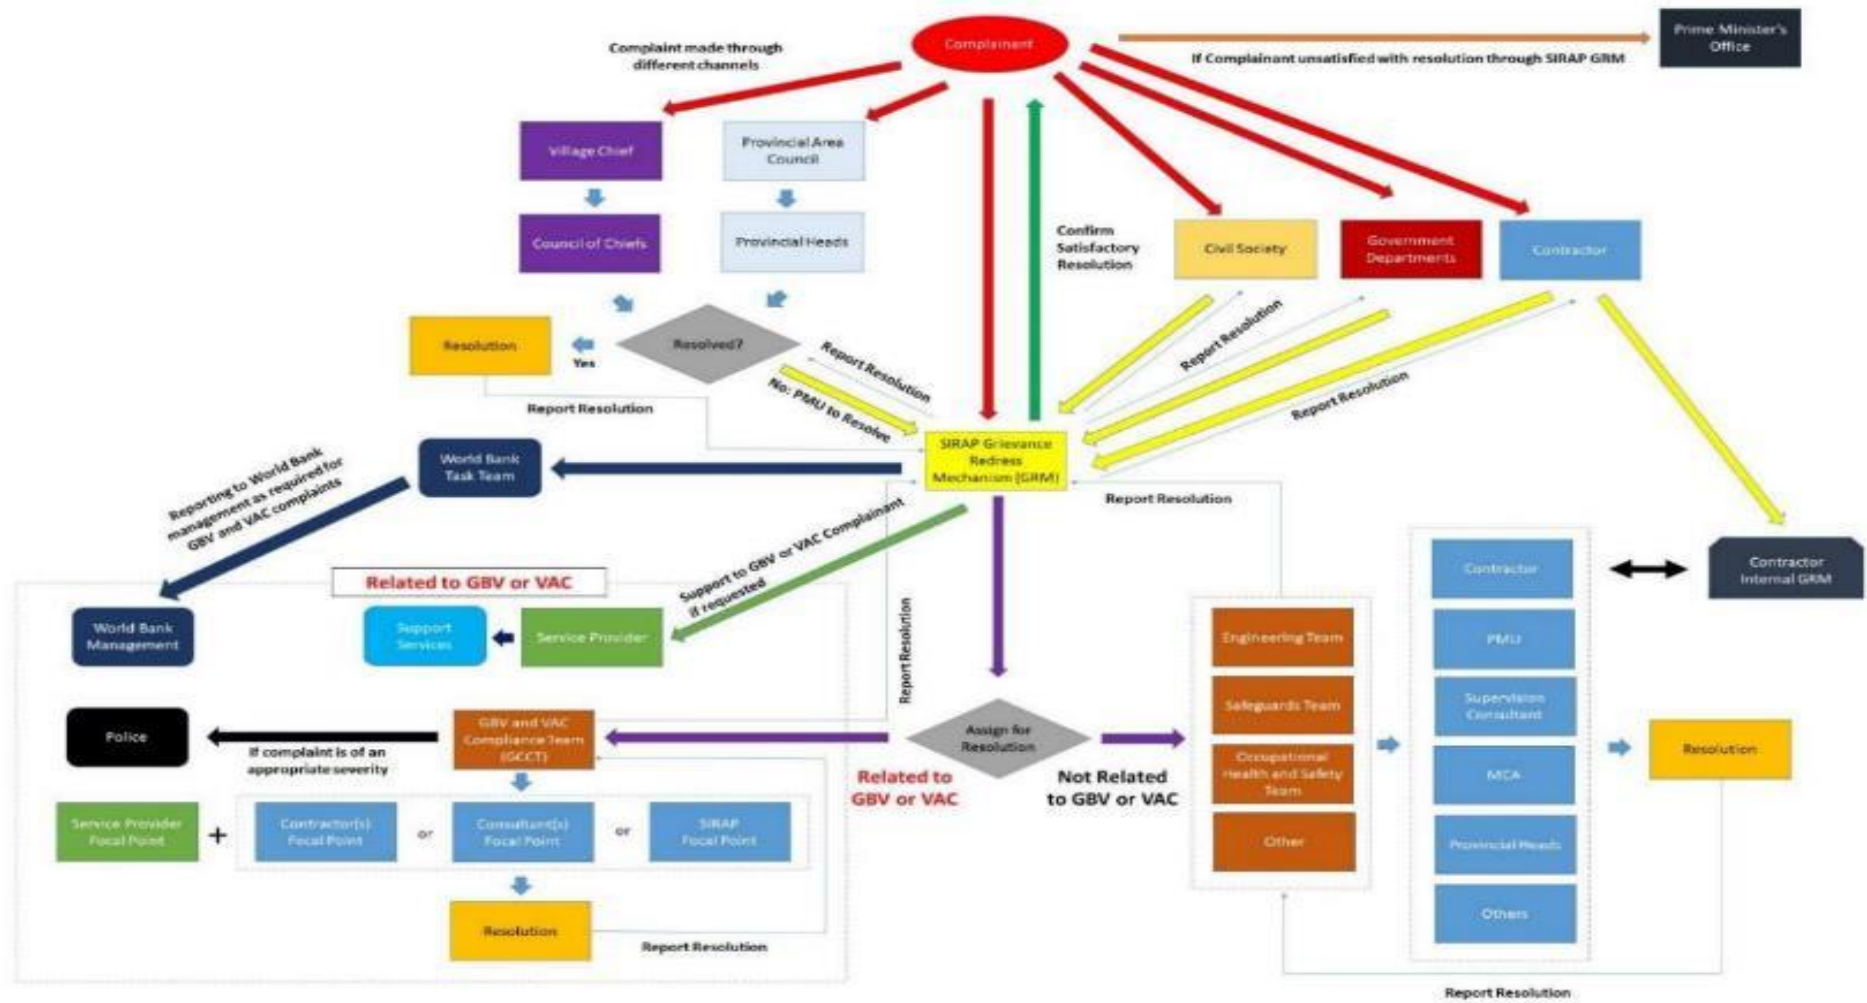 Complainant
Prime Minister's
Office
Complaint made through
different channels
If Complainant unsatisfied with resolution through SIRAP GRM
Village Chief
Provincial Area
Council
Council of Chiefs
Provincial Heads
Confirm
Satisfactory
Resolution
Civil Society
Government
Departments
Contractor
Resolution
Yes
Resolved?
Report Resolution
No: PMU to Resolve
Report Resolution
Report Resolution
Report Resolution
SIRAP Grievance
Redress
Mechanism (GRM)
World Bank
Task Team
Reporting to World Bank
management as required for
GBV and VAC complaints
Support to GBV or VAC Complainant
if requested
Report Resolution
Report Resolution
Related to GBV or VAC
World Bank
Management
Support
Services
Service Provider
Police
If complaint is of an
appropriate severity
GBV and VAC
Compliance Team
(GCCT)
Assign for
Resolution
Related to
GBV or VAC
Not Related
to GBV or VAC
Service Provider
Focal Point
+
Contractor(s)
Focal Point
or
Consultant(s)
Focal Point
or
SIRAP
Focal Point
Resolution
Report Resolution
Engineering Team
Safeguards Team
Occupational
Health and Safety
Team
Other
Contractor
PMU
Supervision
Consultant
MCA
Provincial Heads
Others
Contractor
Internal GRM
Resolution
Report Resolution